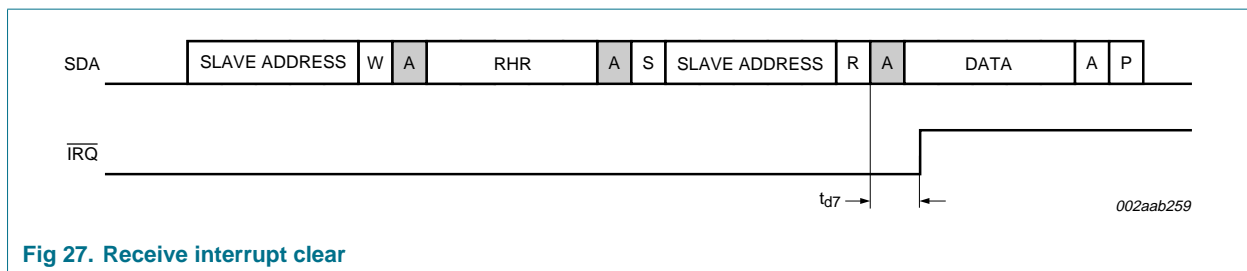 SDA SLAVE ADDRESS W A RHR A S SLAVE ADDRESS R A DATA A P
IRQ
td7
002aab259
Fig 27. Receive interrupt clear